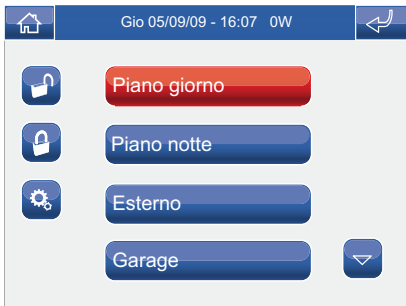 Gio 05/09/09 - 16:07 0W
Piano giorno
Piano notte
Esterno
Garage